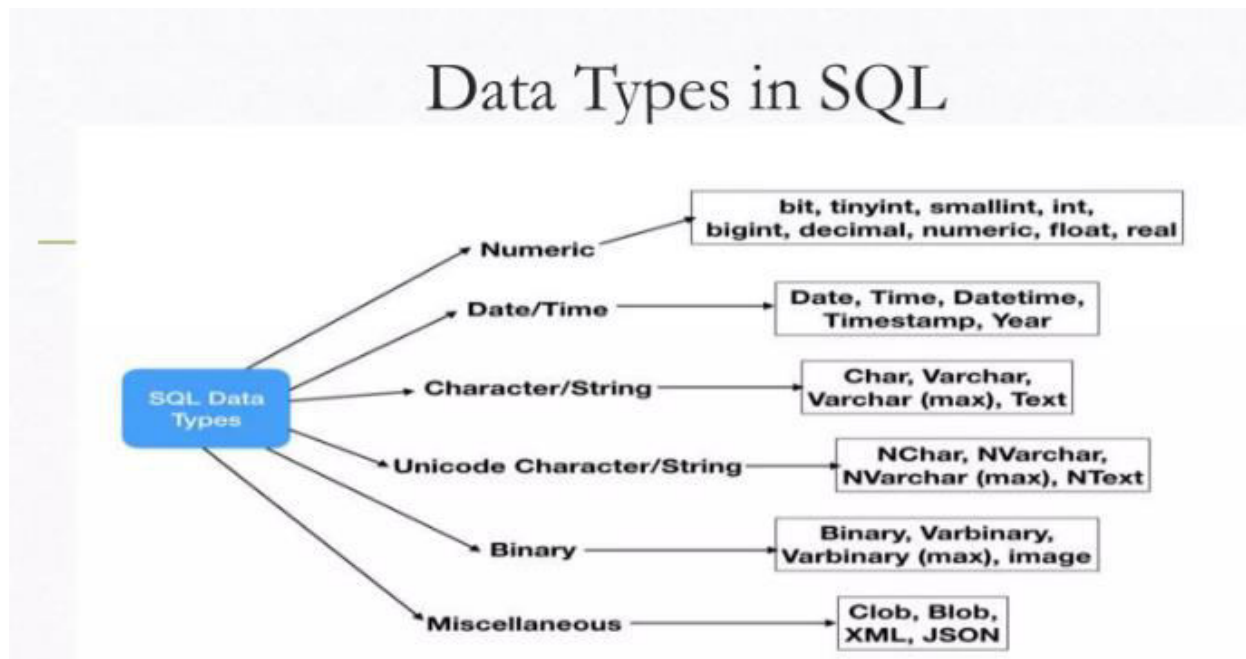 Data Types in SQL
SQL Data
Types
Numeric
bit, tinyint, smallint, int,
bigint, decimal, numeric, float, real
Date/Time
Date, Time, Datetime,
Timestamp, Year
Character/String
Char, Varchar,
Varchar (max), Text
Unicode Character/String
NChar, NVarchar,
NVarchar (max), NText
Binary
Binary, Varbinary,
Varbinary (max), image
Miscellaneous
Clob, Blob,
XML, JSON